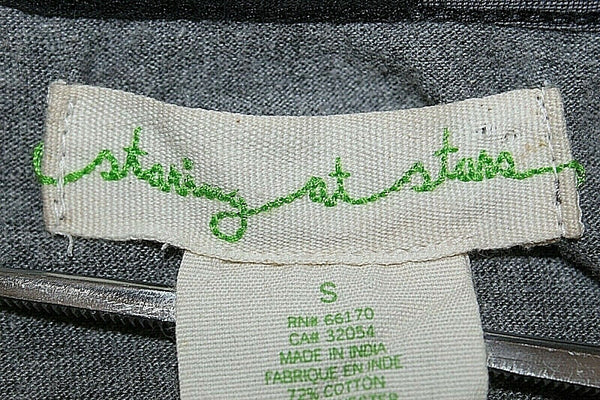 staring at stars
S
RN# 66170
CA# 32054
MADE IN INDIA
FABRIQUE EN INDE
72% COTTON